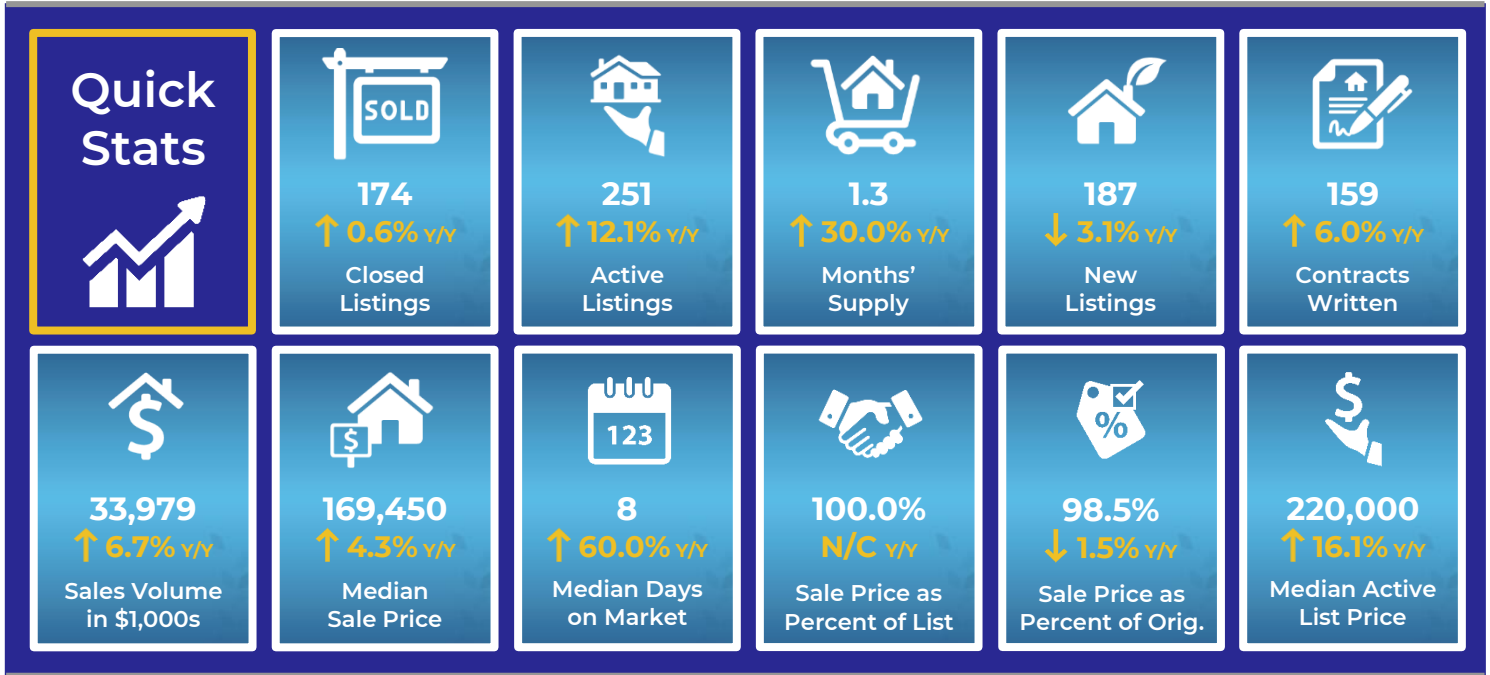 Quick
Stats
SOLD
174
↑ 0.6% Y/Y
Closed
Listings
251
↑ 12.1% Y/Y
Active
Listings
1.3
↑ 30.0% Y/Y
Months’
Supply
187
↓ 3.1% Y/Y
New
Listings
159
↑ 6.0% Y/Y
Contracts
Written
$
33,979
↑ 6.7% Y/Y
Sales Volume
in $1,000s
$
169,450
↑ 4.3% Y/Y
Median
Sale Price
123
8
↑ 60.0% Y/Y
Median Days
on Market
100.0%
N/C Y/Y
Sale Price as
Percent of List
%
98.5%
↓ 1.5% Y/Y
Sale Price as
Percent of Orig.
$
220,000
↑ 16.1% Y/Y
Median Active
List Price